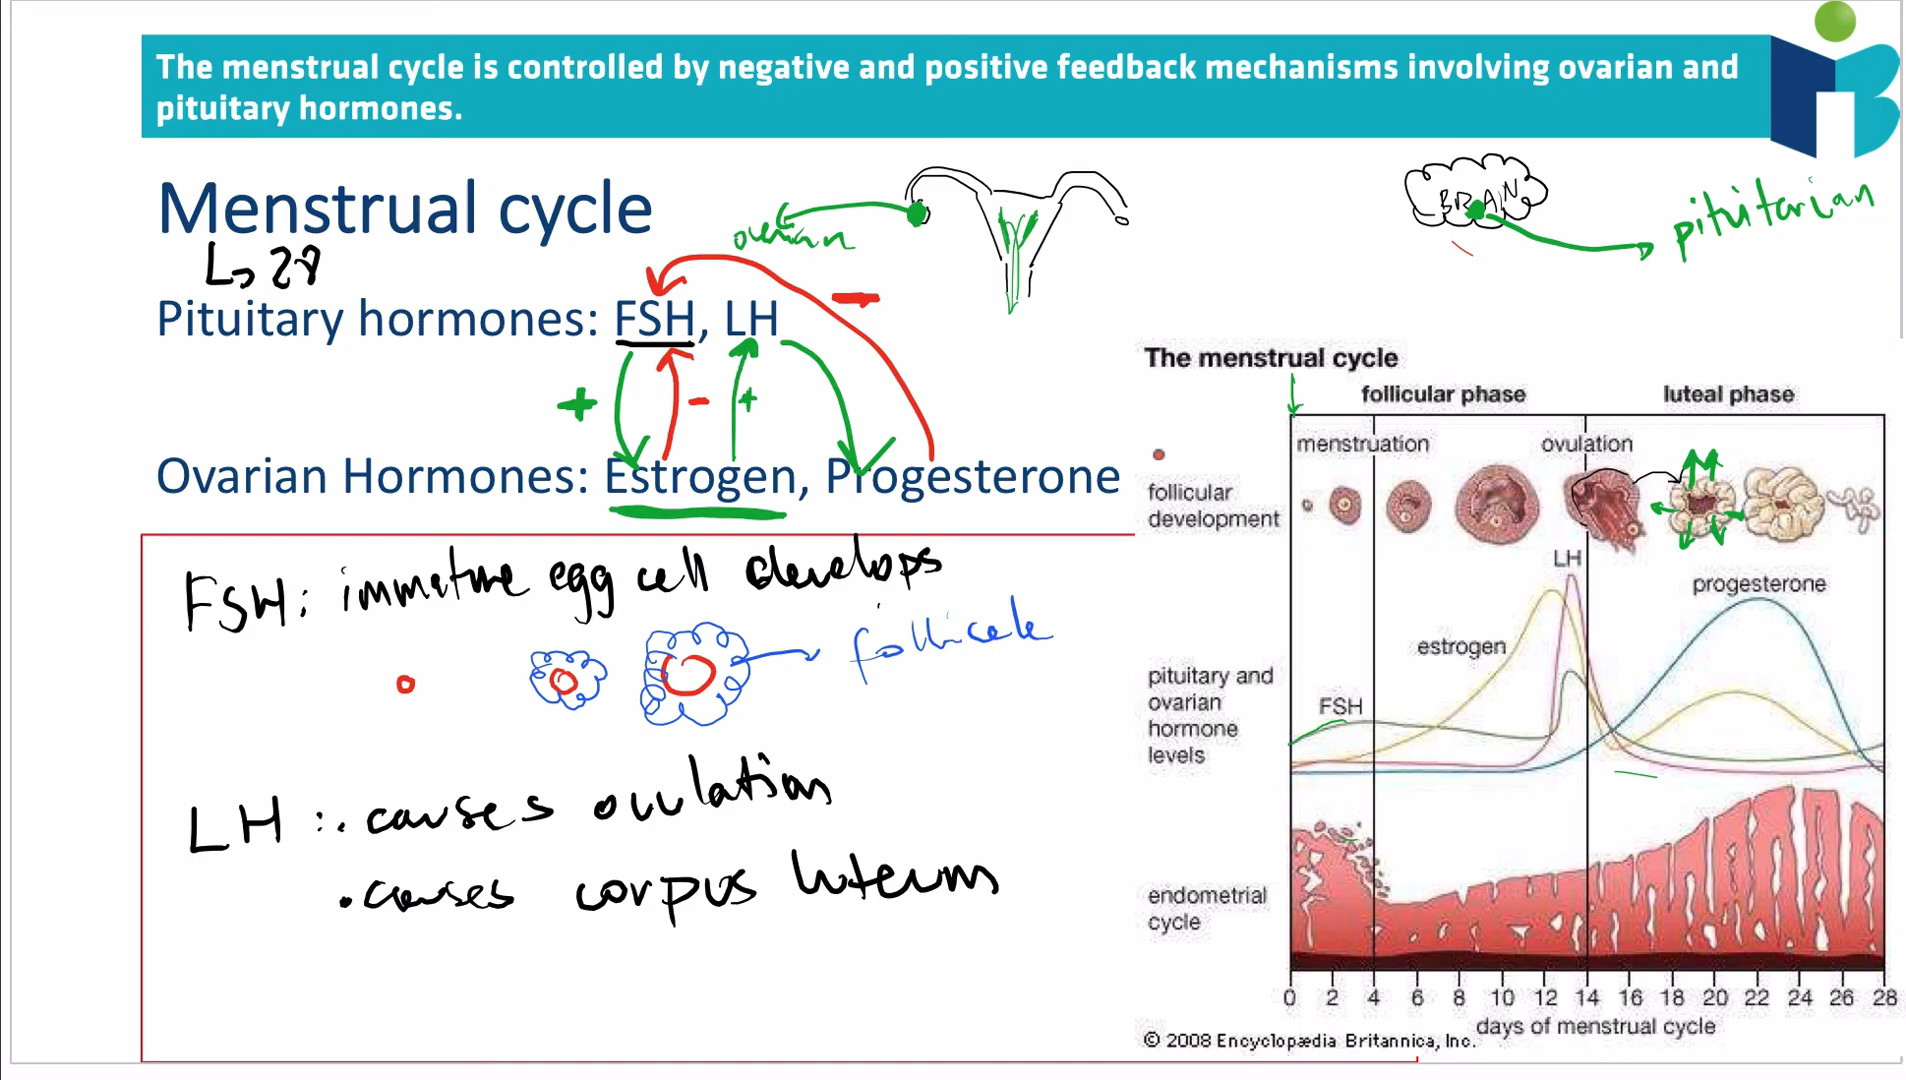 The menstrual cycle is controlled by negative and positive feedback mechanisms involving ovarian and
pituitary hormones.
Menstrual cycle
↳ 28
ovarian
BRAN
pituitarian
Pituitary hormones: FSH, LH
+ - + -
Ovarian Hormones: Estrogen, Progesterone
FSH: immature egg cell develops
follicele
LH : . causes ovulation
. causes corpus luteum
The menstrual cycle
follicular phase luteal phase
menstruation ovulation
follicular
development
LH
progesterone
estrogen
FSH
pituitary and
ovarian
hormone
levels
endometrial
cycle
0 2 4 6 8 10 12 14 16 18 20 22 24 26 28
days of menstrual cycle
© 2008 Encyclopædia Britannica, Inc.